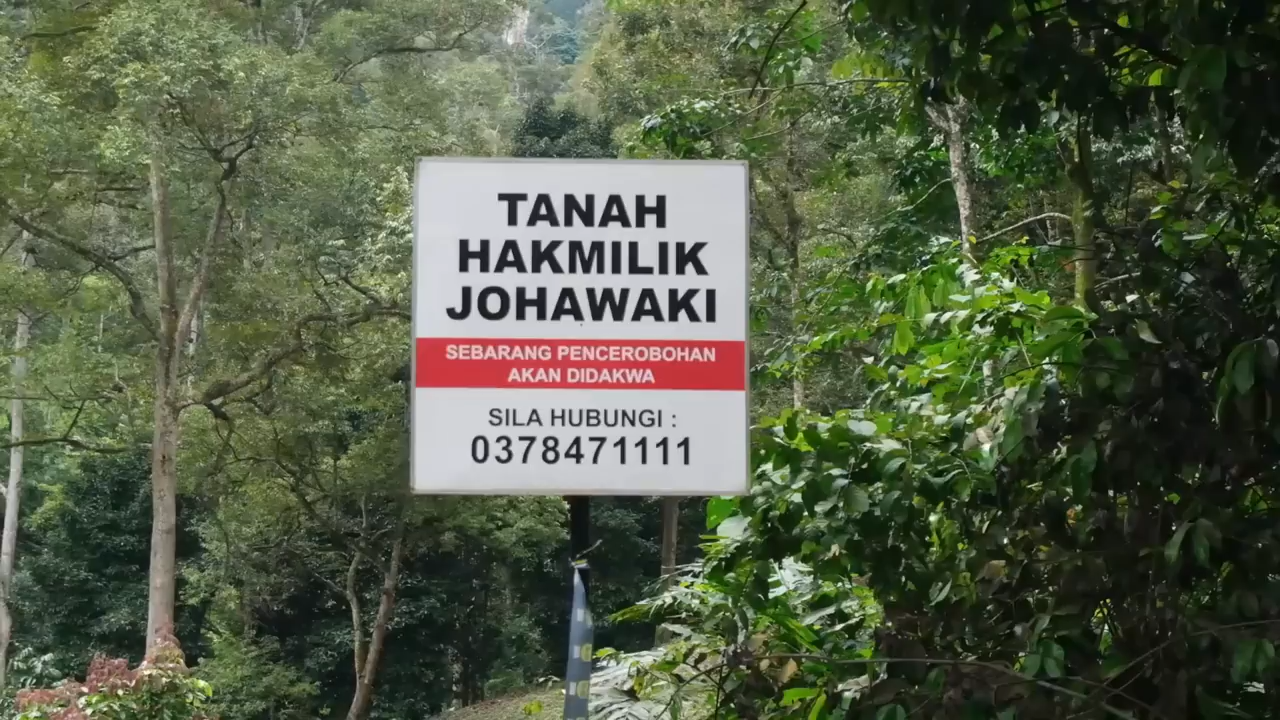 TANAH
HAKMILIK
JOHAWAKI
SEBARANG PENCEROBOHAN
AKAN DIDAKWA
SILA HUBUNGI :
0378471111